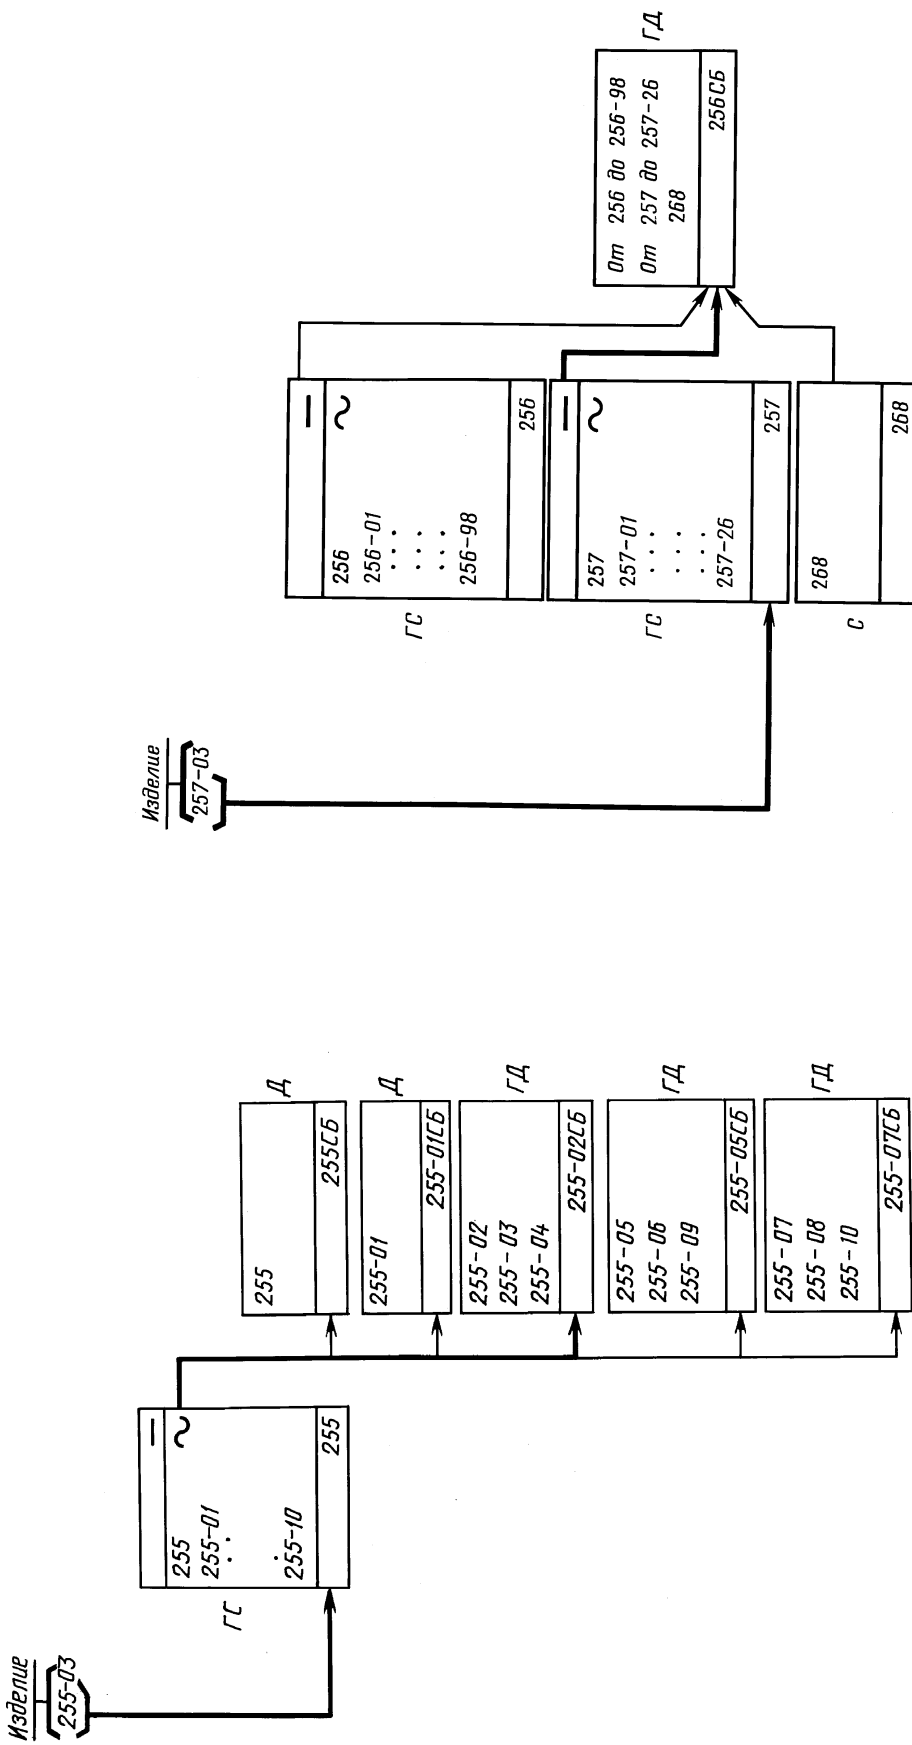 Изделие
255-03
ГС
—
~
255
255-01
. .
.
255-10
255
255
255СБ
Д
255-01
255-01СБ
Д
255-02
255-03
255-04
255-02СБ
ГД
255-05
255-06
255-09
255-05СБ
ГД
255-07
255-08
255-10
255-07СБ
ГД
Изделие
257-03
ГС
—
~
256
256-01
. . . .
. . . .
. . . .
256-98
256
ГС
—
~
257
257-01
. . . .
. . .
. . . .
257-26
257
С
268
268
От 256 до 256-98
От 257 до 257-26
268
256СБ
ГД